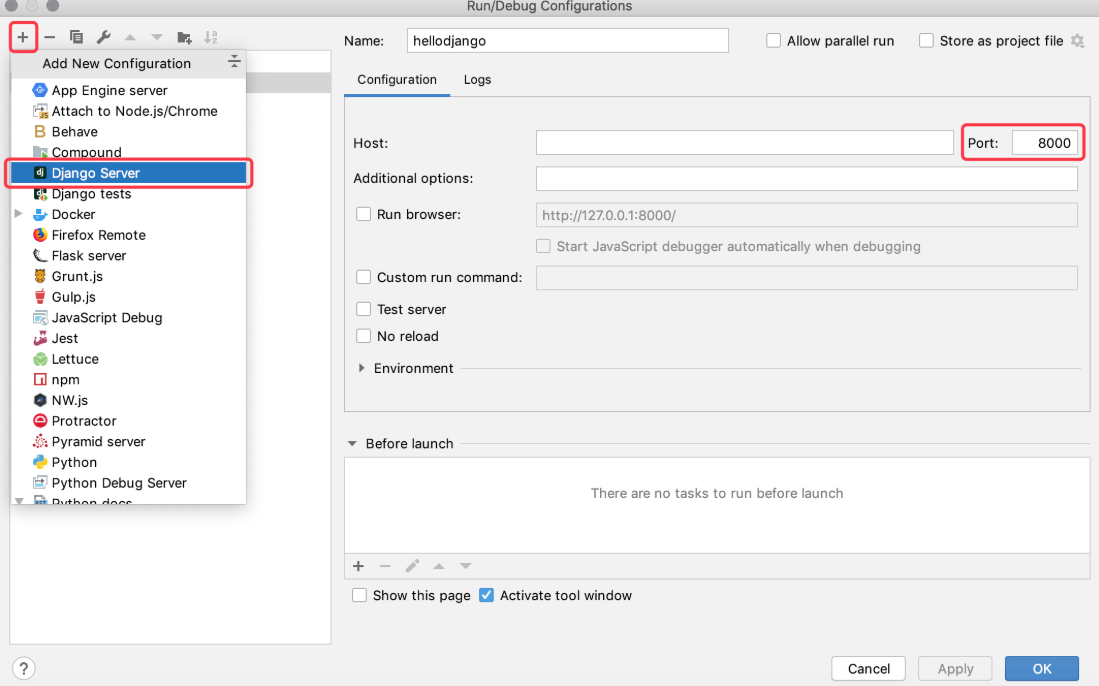 Run/Debug Configurations
Add New Configuration
App Engine server
Attach to Node.js/Chrome
Behave
Compound
Django Server
Django tests
Docker
Firefox Remote
Flask server
Grunt.js
Gulp.js
JavaScript Debug
Jest
Lettuce
npm
NW.js
Protractor
Pyramid server
Python
Python Debug Server
Python docs
Name: hellodjango Allow parallel run Store as project file
Configuration Logs
Host: Port: 8000
Additional options:
Run browser: http://127.0.0.1:8000/
Start JavaScript debugger automatically when debugging
Custom run command:
Test server
No reload
Environment
Before launch
There are no tasks to run before launch
Show this page Activate tool window
? Cancel Apply OK